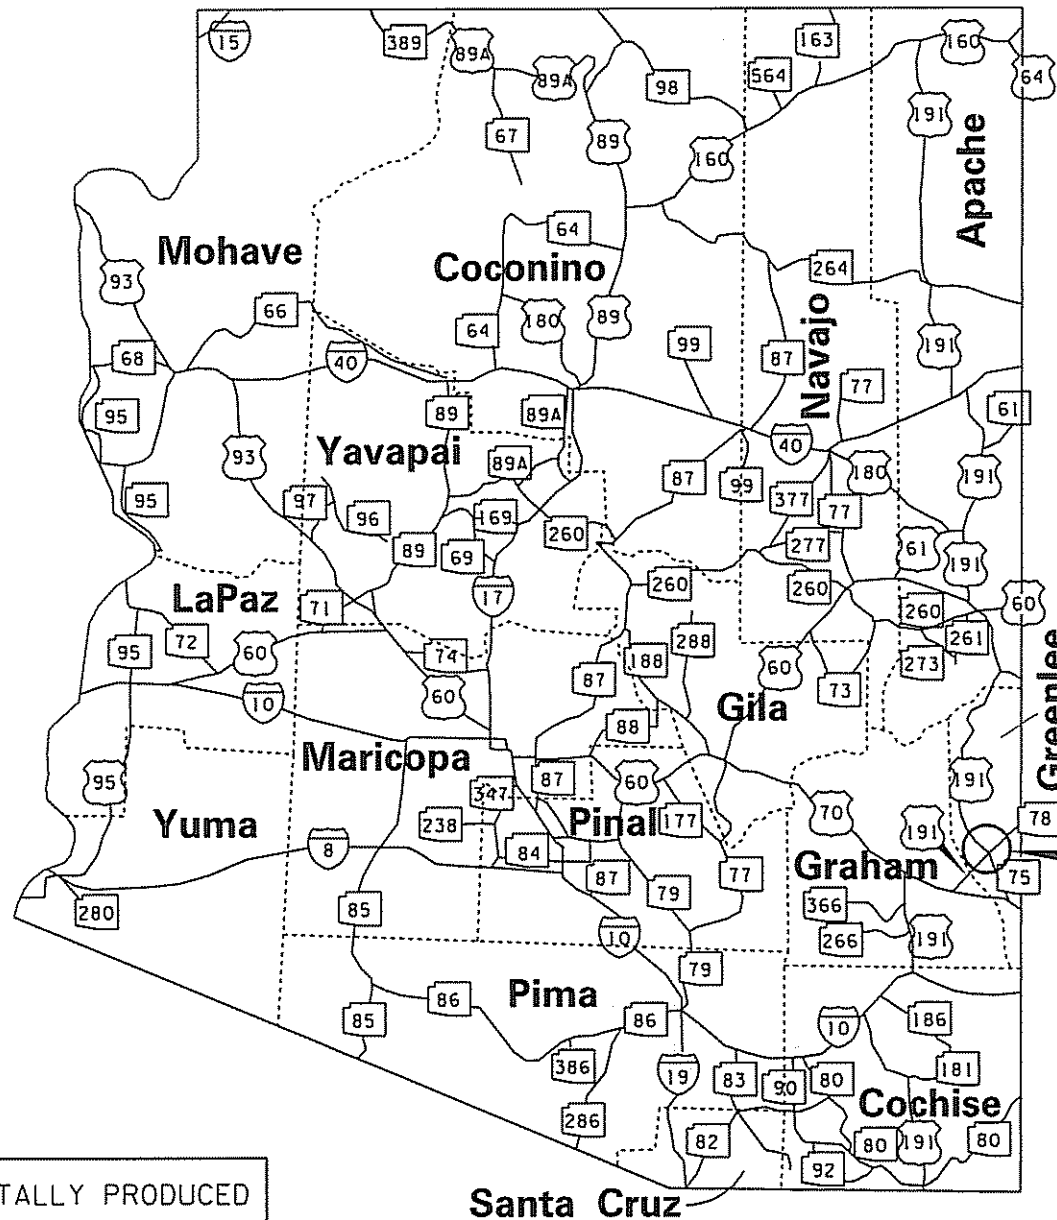 15 389 89A 89A 98 564 163 160 64
67 89 160 191 Apache
64
Mohave Coconino 264
93 66 64 180 89 99 87 Navajo 191
68 40
95 89 89A 77 61
93 Yavapai 89A 87 99 40 180 191
95 97 96 169 260 377 77
89 69 277 61 191
LaPaz 71 17 260 260 260 60
95 72 60 74 288 261
188 60 273
10 60 87 73
88 Gila Greenlee
Maricopa
95 347 87 60 191
Yuma 238 Pinal 177 70 191 78
8 84 Graham 75
280 85 87 79 77 366
10 266 191
79
Pima
85 86 86 10 186
386 19 83 90 80 181
286 Cochise
82 92 80 191 80
TALLY PRODUCED
Santa Cruz